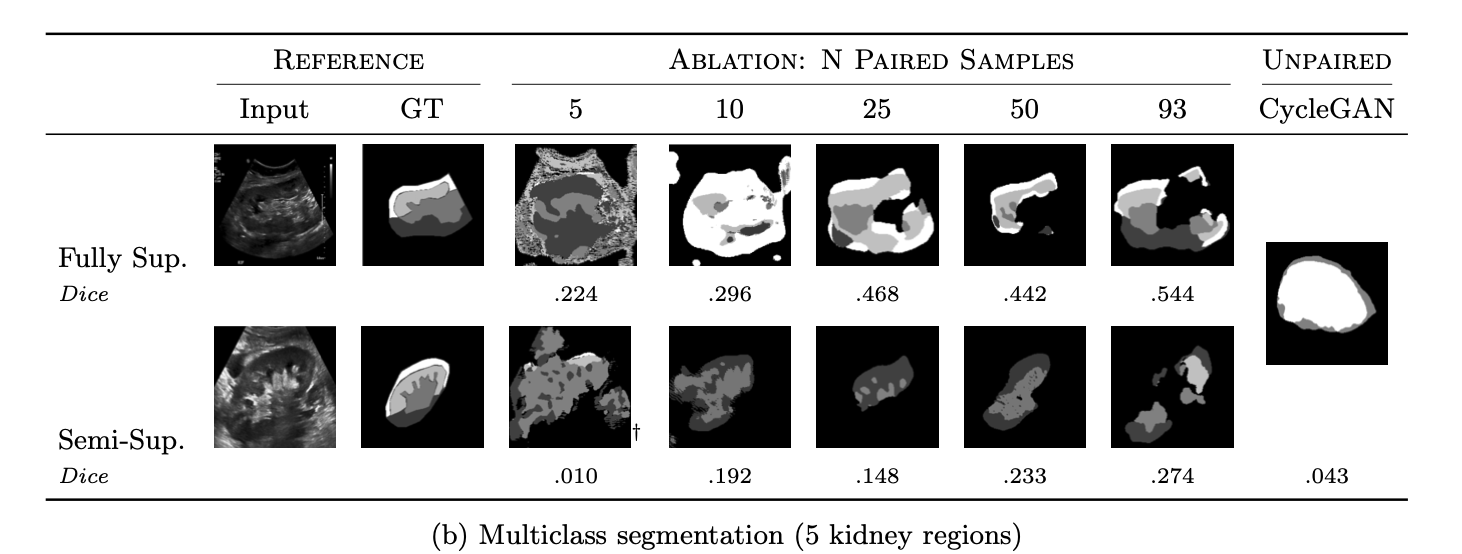 REFERENCE ABLATION: N PAIRED SAMPLES UNPAIRED
Input GT 5 10 25 50 93 CycleGAN
Fully Sup.
Dice .224 .296 .468 .442 .544
†
Semi-Sup.
Dice .010 .192 .148 .233 .274 .043
(b) Multiclass segmentation (5 kidney regions)